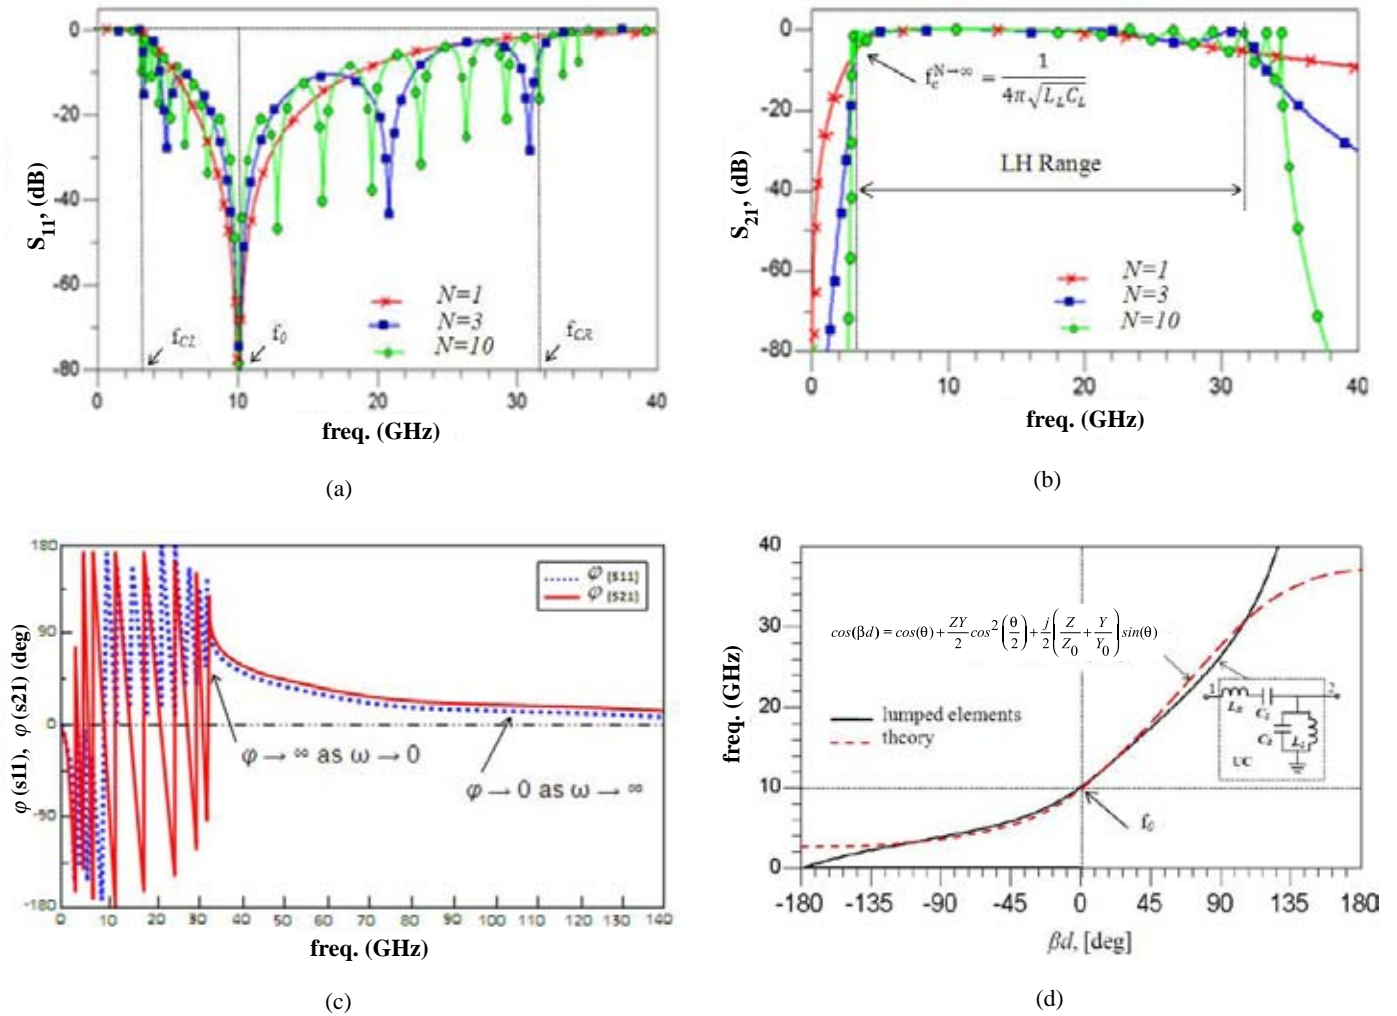 0
-20
-40
-60
-80
S11, (dB)
N=1
N=3
N=10
fCL
f0
fCR
0 10 20 30 40
freq. (GHz)
(a)
0
-20
-40
-60
-80
S21, (dB)
fc^N→∞ = 1 / 4π√LLCL
LH Range
N=1
N=3
N=10
0 10 20 30 40
freq. (GHz)
(b)
180
90
0
-90
-180
φ (s11), φ (s21) (deg)
φ (S11)
φ (S21)
φ → ∞ as ω → 0
φ → 0 as ω → ∞
0 10 20 30 40 50 60 70 80 90 100 110 120 130 140
freq. (GHz)
(c)
40
30
20
10
0
freq. (GHz)
cos(βd) = cos(θ) + ZY/2 cos²(θ/2) + j/2 (Z/Z0 + Y/Y0) sin(θ)
lumped elements
theory
1 2
LR CL
CR LL
UC
f0
-180 -135 -90 -45 0 45 90 135 180
βd, [deg]
(d)